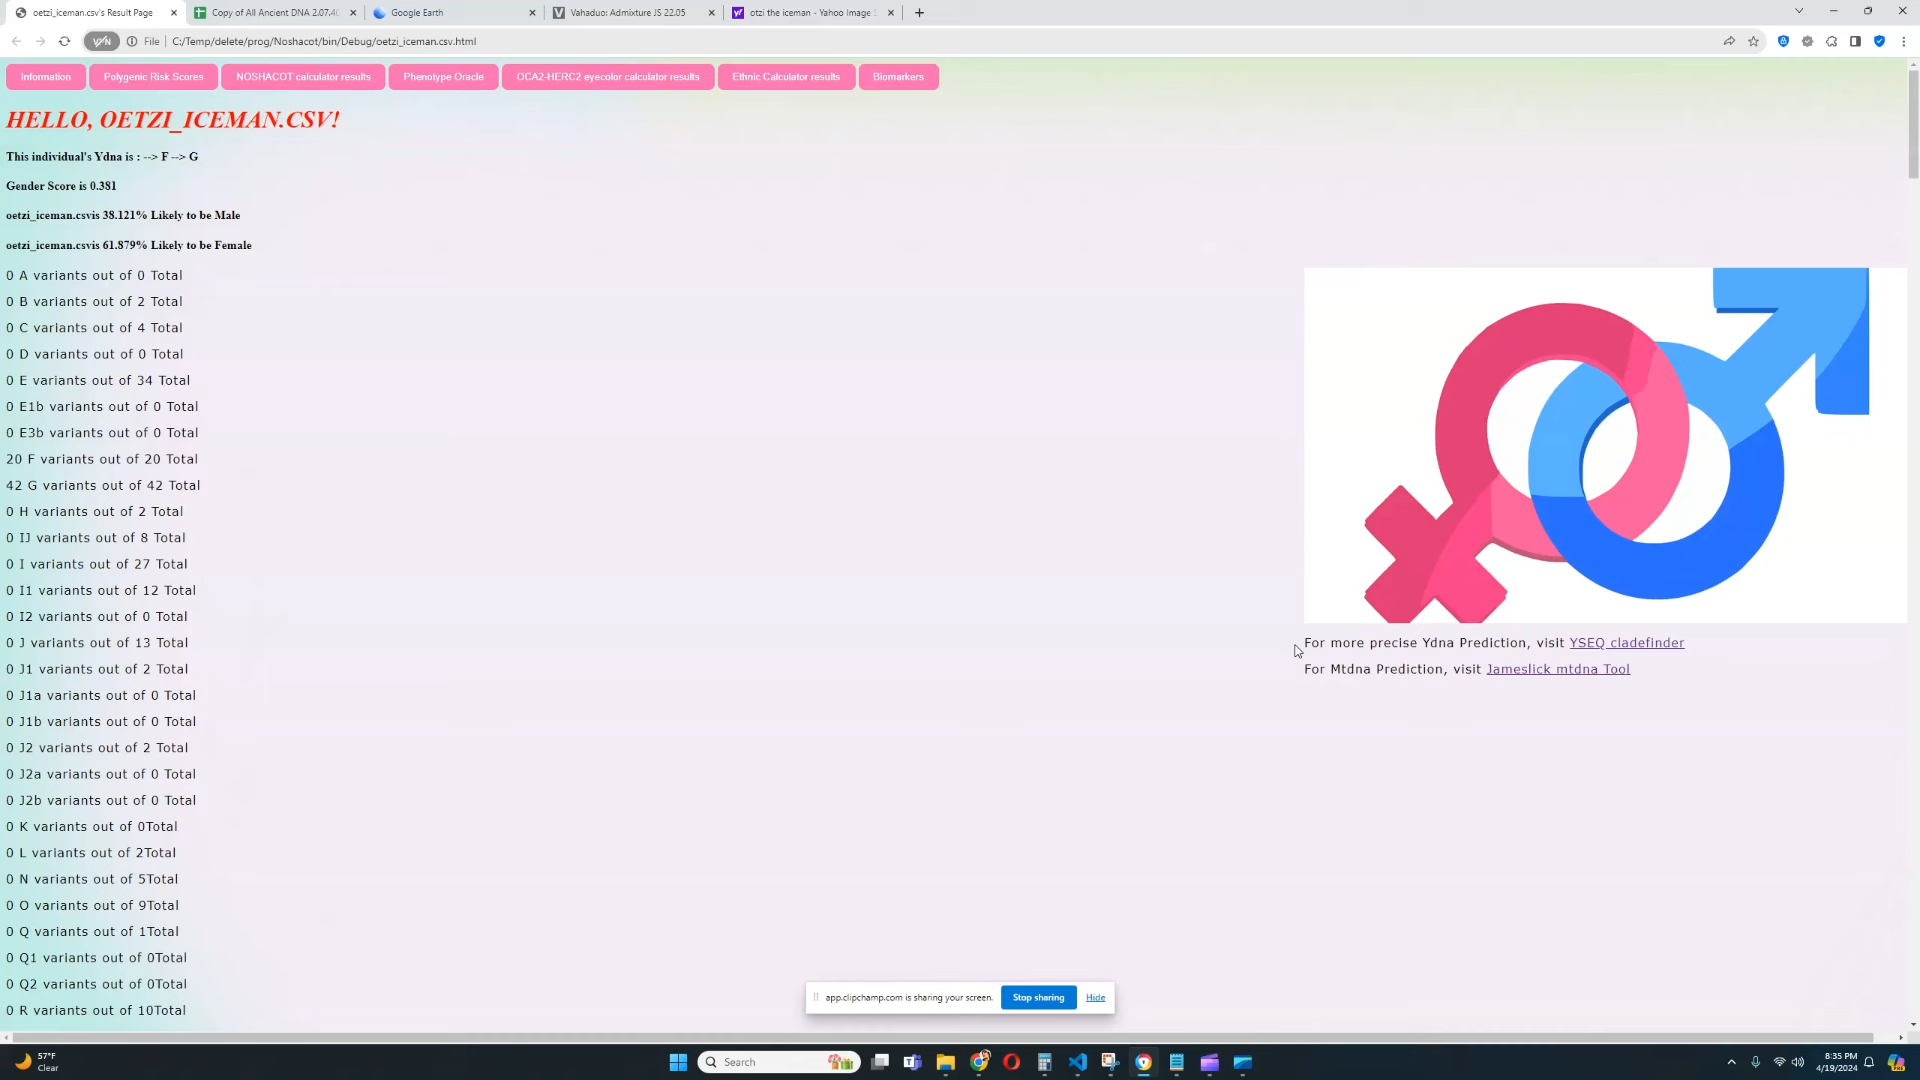 oetzi_iceman.csv's Result Page
Copy of All Ancient DNA 2.07.40
Google Earth
Vahaduo: Admixture JS 22.05
otzi the iceman - Yahoo Image S
File
C:/Temp/delete/prog/Noshacot/bin/Debug/oetzi_iceman.csv.html
Information
Polygenic Risk Scores
NOSHACOT calculator results
Phenotype Oracle
OCA2-HERC2 eyecolor calculator results
Ethnic Calculator results
Biomarkers
HELLO, OETZI_ICEMAN.CSV!
This individual's Ydna is : --> F --> G
Gender Score is 0.381
oetzi_iceman.csvis 38.121% Likely to be Male
oetzi_iceman.csvis 61.879% Likely to be Female
0 A variants out of 0 Total
0 B variants out of 2 Total
0 C variants out of 4 Total
0 D variants out of 0 Total
0 E variants out of 34 Total
0 E1b variants out of 0 Total
0 E3b variants out of 0 Total
20 F variants out of 20 Total
42 G variants out of 42 Total
0 H variants out of 2 Total
0 IJ variants out of 8 Total
0 I variants out of 27 Total
0 I1 variants out of 12 Total
0 I2 variants out of 0 Total
0 J variants out of 13 Total
0 J1 variants out of 2 Total
0 J1a variants out of 0 Total
0 J1b variants out of 0 Total
0 J2 variants out of 2 Total
0 J2a variants out of 0 Total
0 J2b variants out of 0 Total
0 K variants out of 0Total
0 L variants out of 2Total
0 N variants out of 5Total
0 O variants out of 9Total
0 Q variants out of 1Total
0 Q1 variants out of 0Total
0 Q2 variants out of 0Total
0 R variants out of 10Total
For more precise Ydna Prediction, visit YSEQ cladefinder
For Mtdna Prediction, visit Jameslick mtdna Tool
app.clipchamp.com is sharing your screen.
Stop sharing
Hide
57°F
Clear
Search
8:35 PM
4/19/2024